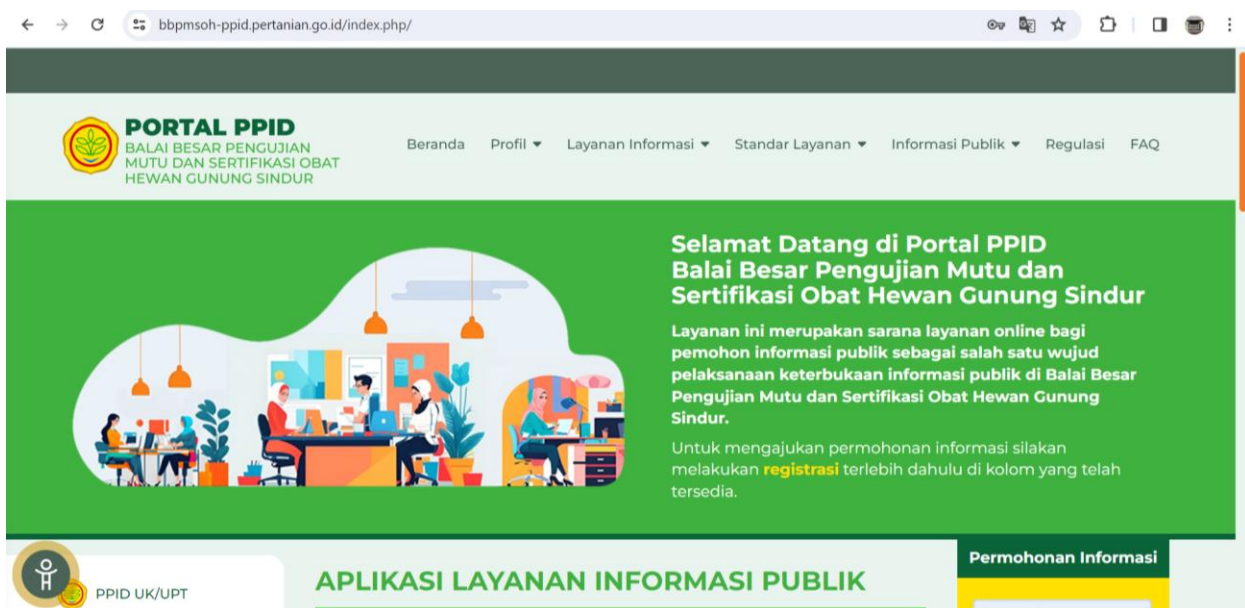 bbpmsoh-ppid.pertanian.go.id/index.php/
PORTAL PPID
BALAI BESAR PENGUJIAN
MUTU DAN SERTIFIKASI OBAT
HEWAN GUNUNG SINDUR
Beranda Profil Layanan Informasi Standar Layanan Informasi Publik Regulasi FAQ
Selamat Datang di Portal PPID
Balai Besar Pengujian Mutu dan
Sertifikasi Obat Hewan Gunung Sindur
Layanan ini merupakan sarana layanan online bagi
pemohon informasi publik sebagai salah satu wujud
pelaksanaan keterbukaan informasi publik di Balai Besar
Pengujian Mutu dan Sertifikasi Obat Hewan Gunung
Sindur.
Untuk mengajukan permohonan informasi silakan
melakukan registrasi terlebih dahulu di kolom yang telah
tersedia.
PPID UK/UPT
APLIKASI LAYANAN INFORMASI PUBLIK
Permohonan Informasi